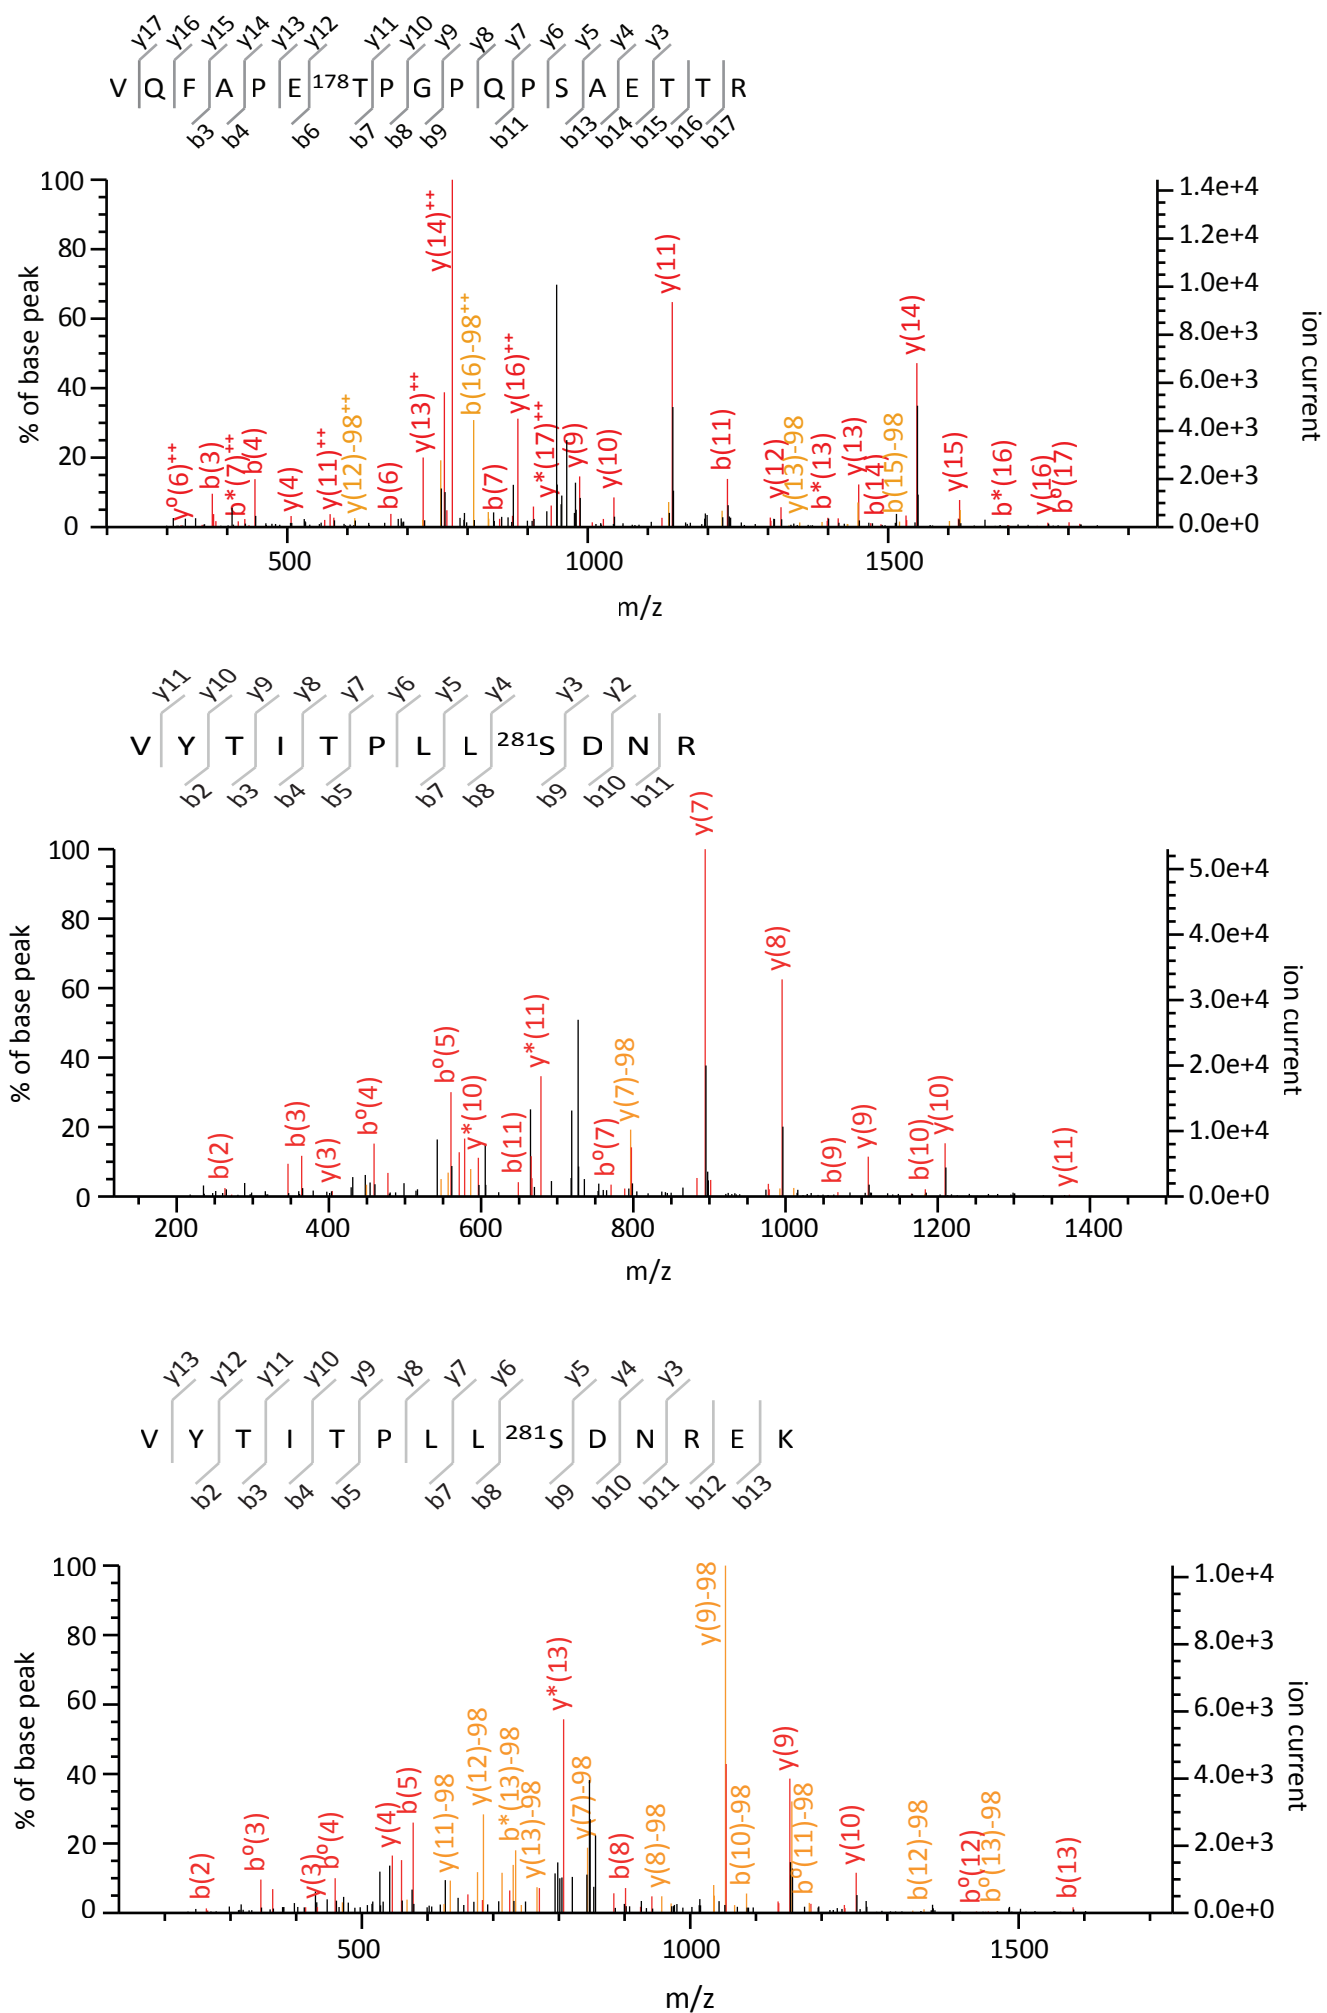 y17 y16 y15 y14 y13 y12 y11 y10 y9 y8 y7 y6 y5 y4 y3
V Q F A P E ¹⁷⁸T P G P Q P S A E T T R
b3 b4 b6 b7 b8 b9 b11 b13 b14 b15 b16 b17
% of base peak
100
80
60
40
20
0
yº(6)⁺⁺
b(3)
b*(7)⁺⁺
b(4)
y(4)
y(11)⁺⁺
y(12)-98⁺⁺
b(6)
y(13)⁺⁺
y(14)⁺⁺
b(16)-98⁺⁺
b(7)
y(16)⁺⁺
y*(17)⁺⁺
y(9)
y(10)
y(11)
b(11)
y(12)
y(13)-98
b*(13)
y(13)
b(14)
b(15)-98
y(14)
y(15)
b*(16)
y(16)
bº(17)
1.4e+4
1.2e+4
1.0e+4
8.0e+3
6.0e+3
4.0e+3
2.0e+3
0.0e+3
ion current
500 1000 1500
m/z
y11 y10 y9 y8 y7 y6 y5 y4 y3 y2
V Y T I T P L L ²⁸¹S D N R
b2 b3 b4 b5 b7 b8 b9 b10 b11
% of base peak
100
80
60
40
20
0
b(2)
b(3)
y(3)
bº(4)
bº(5)
y*(10)
b(11)
y*(11)
bº(7)
y(7)-98
y(7)
y(8)
b(9)
y(9)
b(10)
y(10)
y(11)
5.0e+4
4.0e+4
3.0e+4
2.0e+4
1.0e+4
0.0e+4
ion current
200 400 600 800 1000 1200 1400
m/z
y13 y12 y11 y10 y9 y8 y7 y6 y5 y4 y3
V Y T I T P L L ²⁸¹S D N R E K
b2 b3 b4 b5 b7 b8 b9 b10 b11 b12 b13
% of base peak
100
80
60
40
20
0
b(2)
bº(3)
y(3)
bº(4)
y(4)
b(5)
y(11)-98
y(12)-98
b*(13)-98
y(13)-98
y*(13)
y(7)-98
b(8)
y(8)-98
y(9)-98
b(10)-98
y(9)
bº(11)-98
y(10)
b(12)-98
bº(12)
bº(13)-98
b(13)
1.0e+4
8.0e+3
6.0e+3
4.0e+3
2.0e+3
0.0e+0
ion current
500 1000 1500
m/z